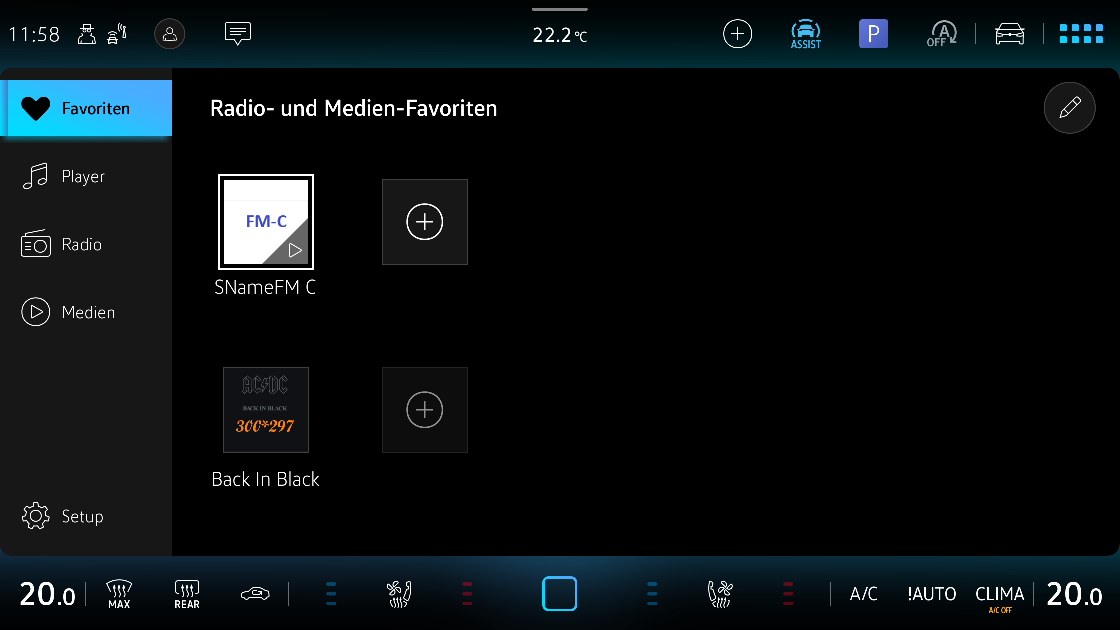 11:58
22.2°C
ASSIST
P
A
OFF
Favoriten
Radio- und Medien-Favoriten
Player
FM-C
Radio
SNameFM C
Medien
AC/DC
BACK IN BLACK
300*297
Back In Black
Setup
20.0
MAX
REAR
A/C
!AUTO
CLIMA
A/C OFF
20.0